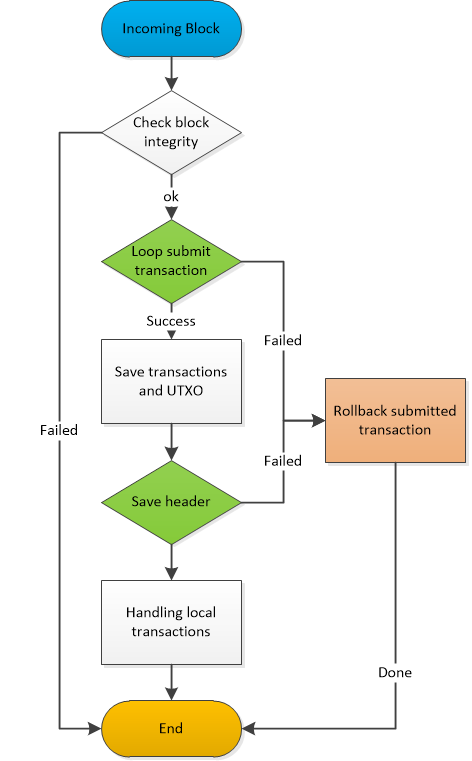 Incoming Block
Check block
integrity
ok
Loop submit
transaction
Success
Failed
Save transactions
and UTXO
Rollback submitted
transaction
Failed
Failed
Save header
Handling local
transactions
Done
End